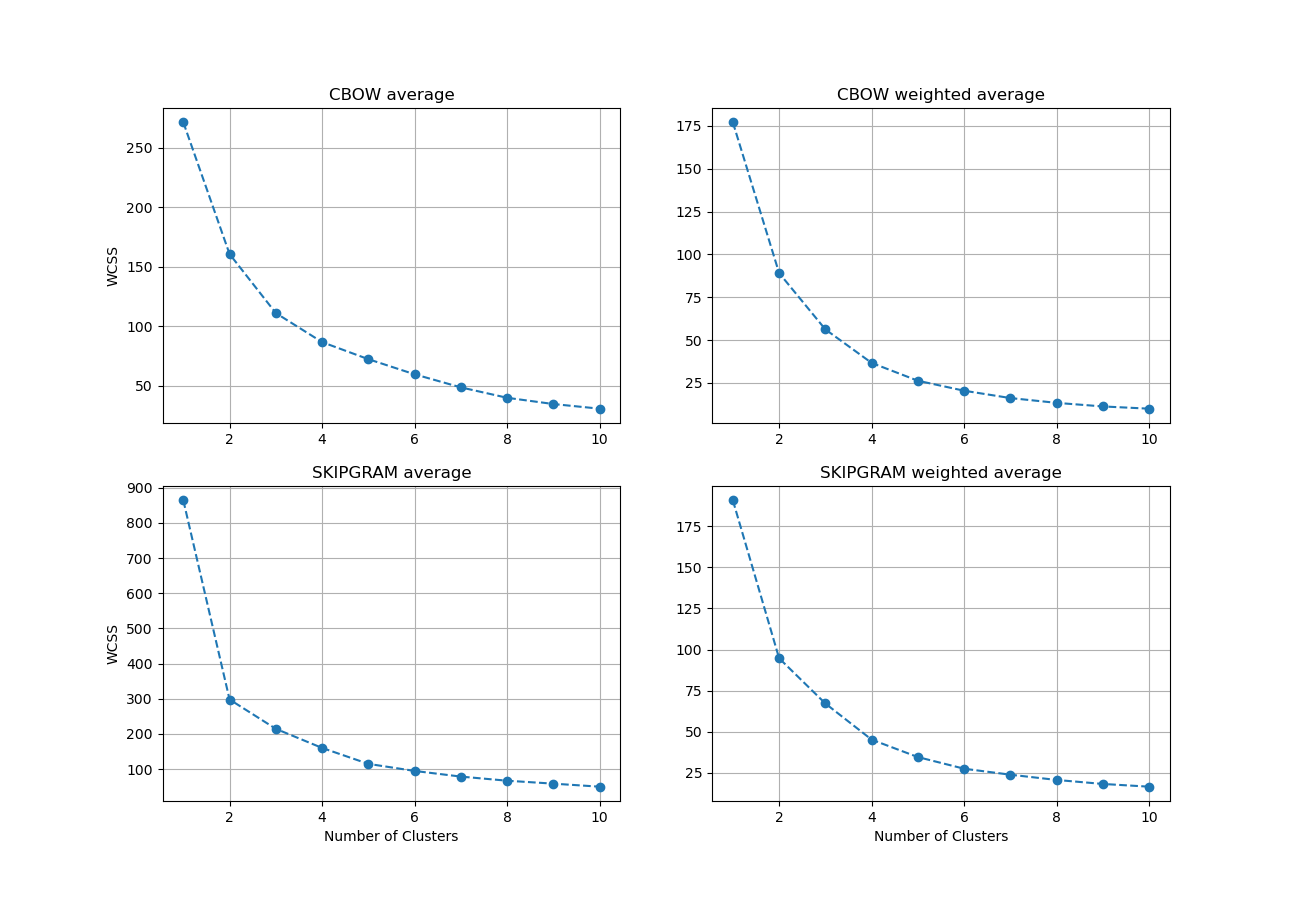 CBOW average
250
200
150
100
50
WCSS
2 4 6 8 10
CBOW weighted average
175
150
125
100
75
50
25
2 4 6 8 10
SKIPGRAM average
900
800
700
600
500
400
300
200
100
WCSS
2 4 6 8 10
Number of Clusters
SKIPGRAM weighted average
175
150
125
100
75
50
25
2 4 6 8 10
Number of Clusters